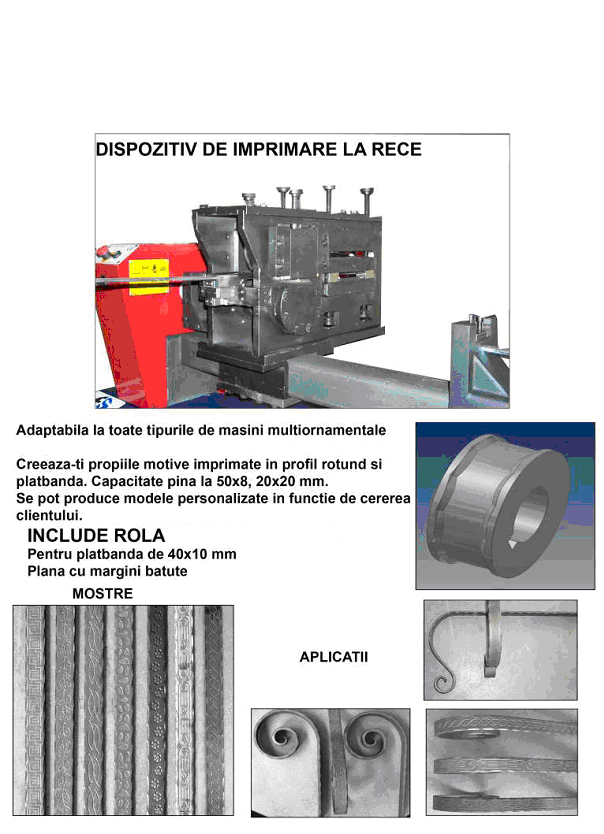 DISPOZITIV DE IMPRIMARE LA RECE
Adaptabila la toate tipurile de masini multiornamentale
Creeaza-ti propiile motive imprimate in profil rotund si
platbanda. Capacitate pina la 50x8, 20x20 mm.
Se pot produce modele personalizate in functie de cererea
clientului.
INCLUDE ROLA
Pentru platbanda de 40x10 mm
Plana cu margini batute
MOSTRE
APLICATII